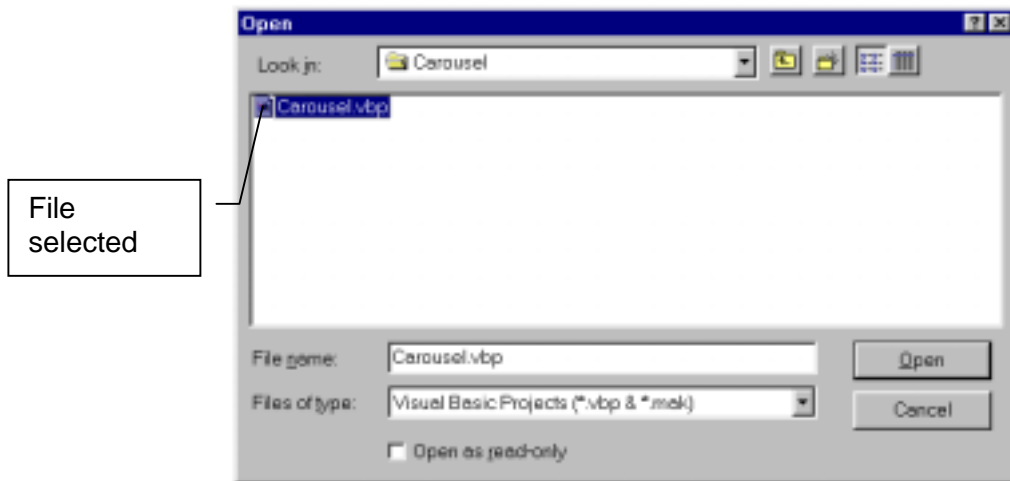 Open
Look in: Carousel
Carousel.vbp
File
selected
File name: Carousel.vbp Open
Files of type: Visual Basic Projects (*.vbp & *.mak) Cancel
Open as read-only